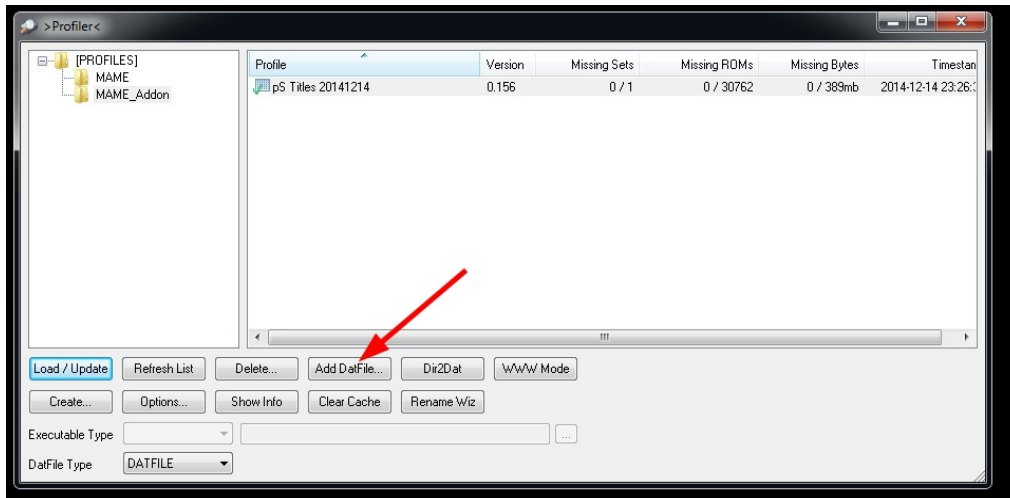 >Profiler<
[PROFILES]
MAME
MAME_Addon
Profile Version Missing Sets Missing ROMs Missing Bytes Timestan
pS Titles 20141214 0.156 0 / 1 0 / 30762 0 / 389mb 2014-12-14 23:26:
Load / Update Refresh List Delete... Add DatFile... Dir2Dat WWW Mode
Create... Options... Show Info Clear Cache Rename Wiz
Executable Type ...
DatFile Type DATFILE